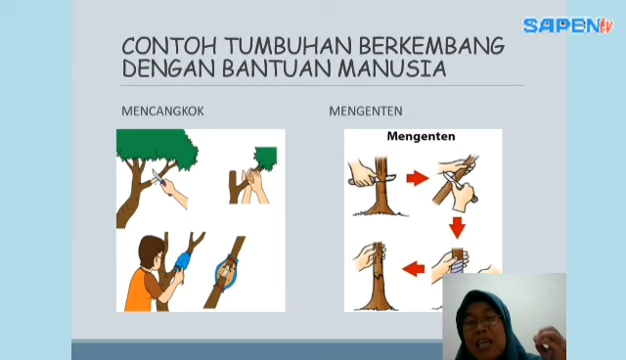 SAPEN tv
CONTOH TUMBUHAN BERKEMBANG
DENGAN BANTUAN MANUSIA
MENCANGKOK
MENGENTEN
Mengenten